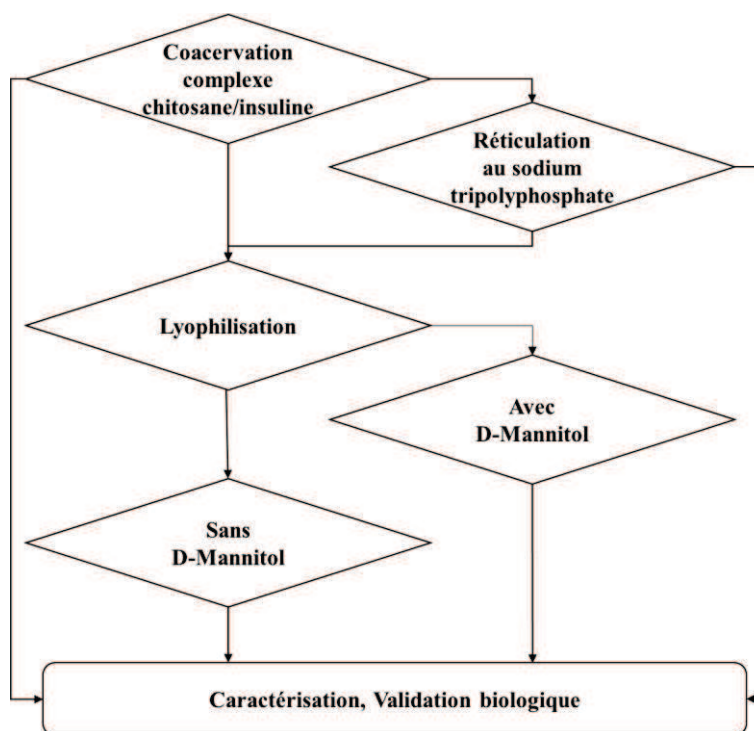 Coacervation
complexe
chitosane/insuline
Réticulation
au sodium
tripolyphosphate
Lyophilisation
Avec
D-Mannitol
Sans
D-Mannitol
Caractérisation, Validation biologique